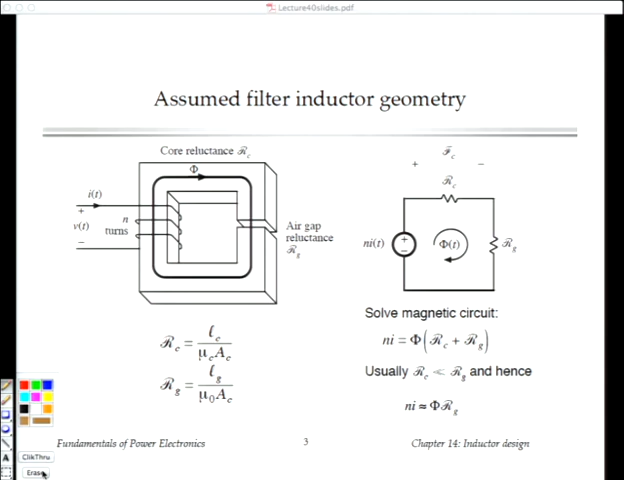 Lecture40slides.pdf
Assumed filter inductor geometry
Core reluctance ℛc
Φ
i(t)
+
v(t)
−
n
turns
Air gap
reluctance
ℛg
ℱc
+ −
ℛc
ni(t)
+
−
Φ(t)
ℛg
ℛc = ℓc / μcAc
ℛg = ℓg / μ0Ac
Solve magnetic circuit:
ni = Φ(ℛc + ℛg)
Usually ℛc < ℛg and hence
ni ≈ Φℛg
Fundamentals of Power Electronics 3 Chapter 14: Inductor design
A
ClikThru
Erase